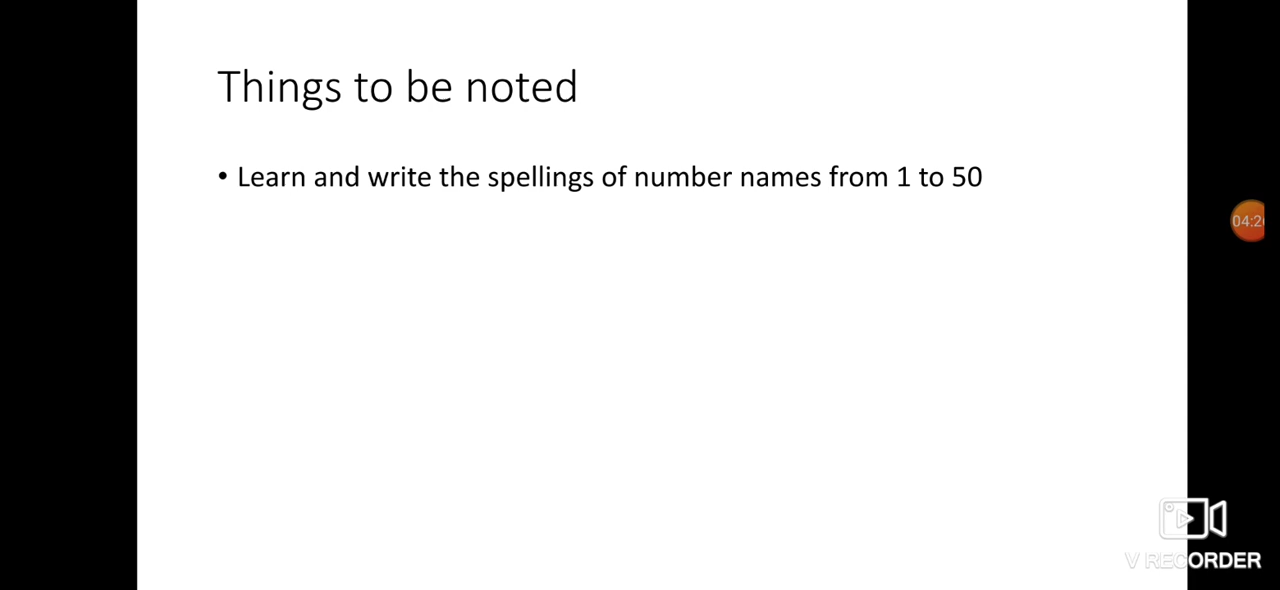 Things to be noted
• Learn and write the spellings of number names from 1 to 50
V RECORDER